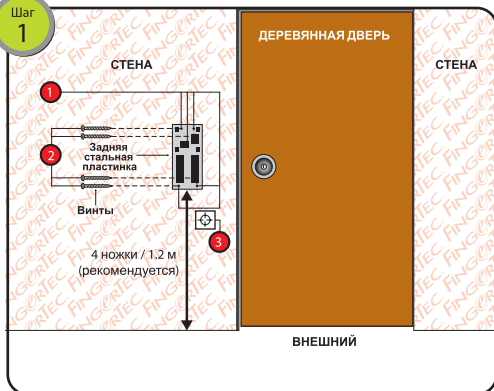 Шаг
1
ДЕРЕВЯННАЯ ДВЕРЬ
СТЕНА
СТЕНА
1
2
Задняя
стальная
пластинка
Винты
3
4 ножки / 1.2 м
(рекомендуется)
ВНЕШНИЙ